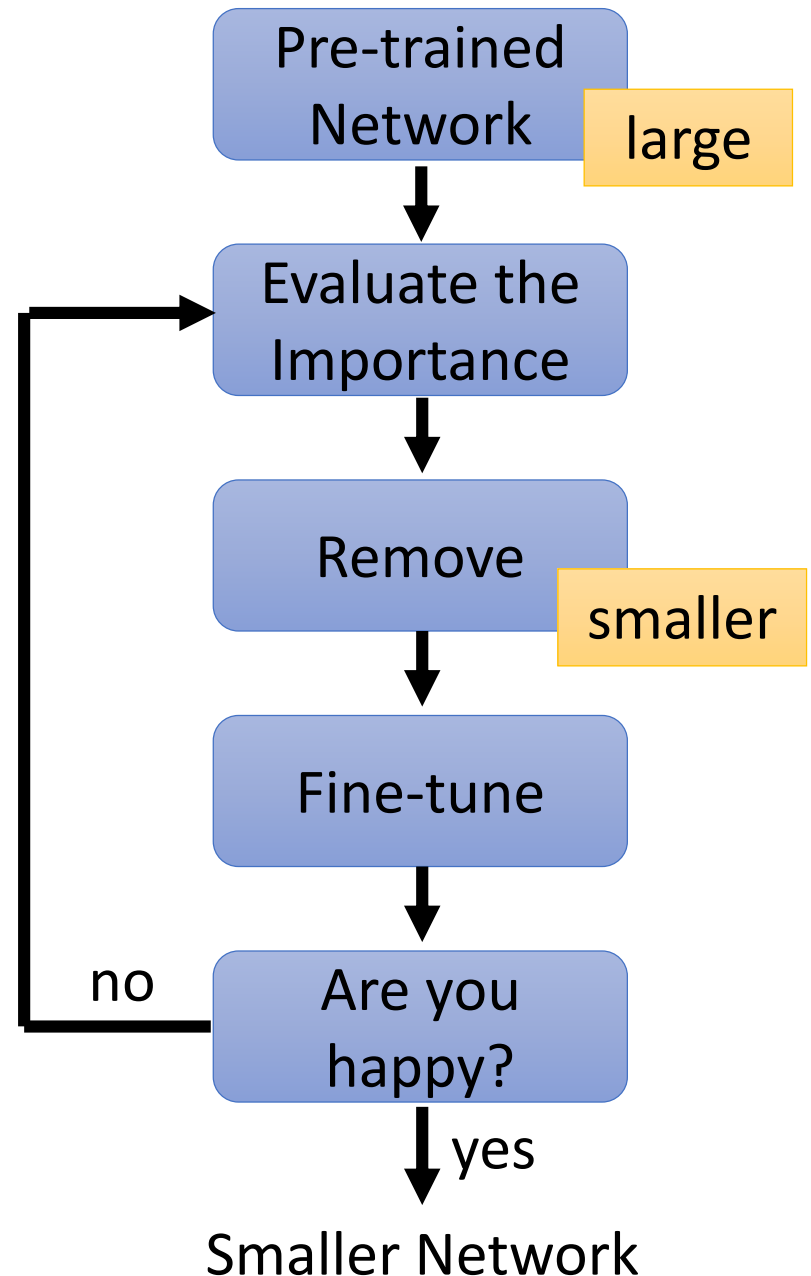 Pre-trained
Network
large
Evaluate the
Importance
Remove
smaller
Fine-tune
no
Are you
happy?
yes
Smaller Network